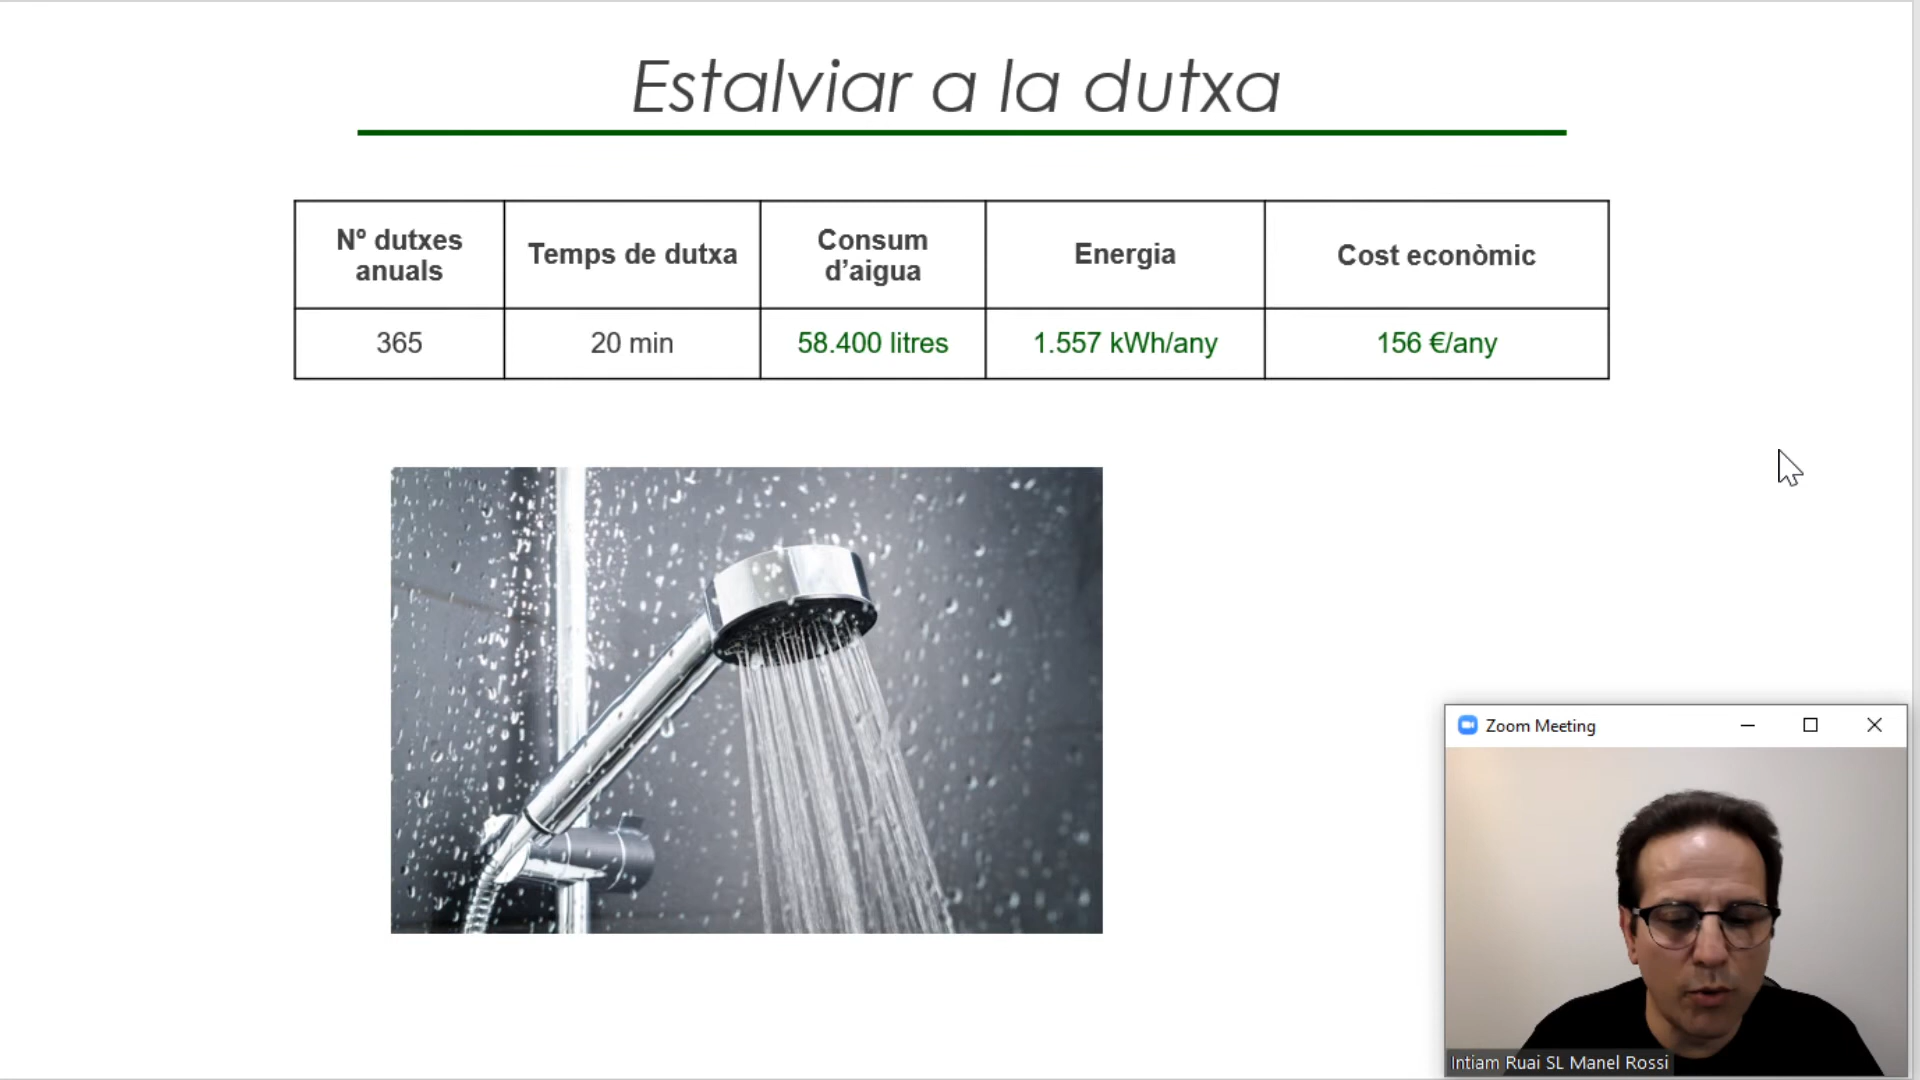 Estalviar a la dutxa
Nº dutxes
anuals
Temps de dutxa
Consum
d’aigua
Energia
Cost econòmic
365
20 min
58.400 litres
1.557 kWh/any
156 €/any
Zoom Meeting
Intiam Ruai SL Manel Rossi